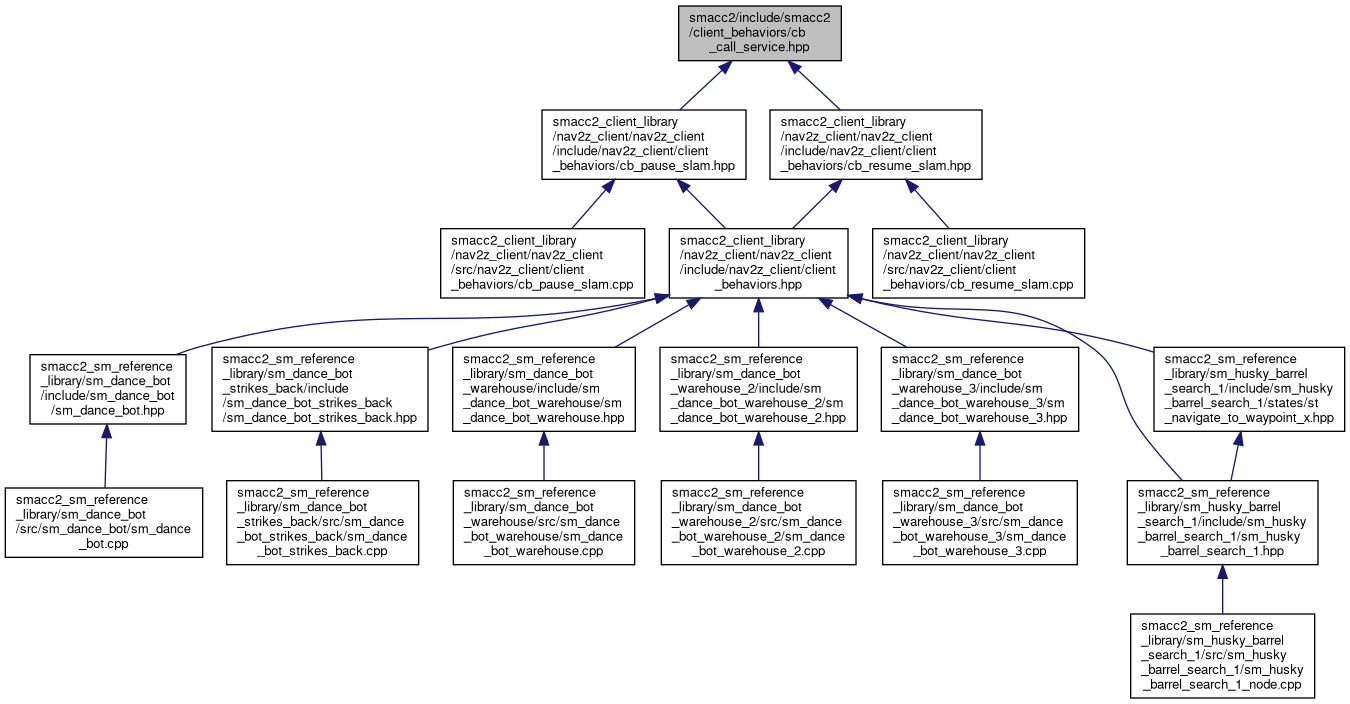 smacc2/include/smacc2
/client_behaviors/cb
_call_service.hpp
smacc2_client_library
/nav2z_client/nav2z_client
/include/nav2z_client/client
_behaviors/cb_pause_slam.hpp
smacc2_client_library
/nav2z_client/nav2z_client
/include/nav2z_client/client
_behaviors/cb_resume_slam.hpp
smacc2_client_library
/nav2z_client/nav2z_client
/src/nav2z_client/client
_behaviors/cb_pause_slam.cpp
smacc2_client_library
/nav2z_client/nav2z_client
/include/nav2z_client/client
_behaviors.hpp
smacc2_client_library
/nav2z_client/nav2z_client
/src/nav2z_client/client
_behaviors/cb_resume_slam.cpp
smacc2_sm_reference
_library/sm_dance_bot
/include/sm_dance_bot
/sm_dance_bot.hpp
smacc2_sm_reference
_library/sm_dance_bot
_strikes_back/include
/sm_dance_bot_strikes_back
/sm_dance_bot_strikes_back.hpp
smacc2_sm_reference
_library/sm_dance_bot
_warehouse/include/sm
_dance_bot_warehouse/sm
_dance_bot_warehouse.hpp
smacc2_sm_reference
_library/sm_dance_bot
_warehouse_2/include/sm
_dance_bot_warehouse_2/sm
_dance_bot_warehouse_2.hpp
smacc2_sm_reference
_library/sm_dance_bot
_warehouse_3/include/sm
_dance_bot_warehouse_3/sm
_dance_bot_warehouse_3.hpp
smacc2_sm_reference
_library/sm_husky_barrel
_search_1/include/sm_husky
_barrel_search_1/states/st
_navigate_to_waypoint_x.hpp
smacc2_sm_reference
_library/sm_dance_bot
/src/sm_dance_bot/sm_dance
_bot.cpp
smacc2_sm_reference
_library/sm_dance_bot
_strikes_back/src/sm_dance
_bot_strikes_back/sm_dance
_bot_strikes_back.cpp
smacc2_sm_reference
_library/sm_dance_bot
_warehouse/src/sm_dance
_bot_warehouse/sm_dance
_bot_warehouse.cpp
smacc2_sm_reference
_library/sm_dance_bot
_warehouse_2/src/sm_dance
_bot_warehouse_2/sm_dance
_bot_warehouse_2.cpp
smacc2_sm_reference
_library/sm_dance_bot
_warehouse_3/src/sm_dance
_bot_warehouse_3/sm_dance
_bot_warehouse_3.cpp
smacc2_sm_reference
_library/sm_husky_barrel
_search_1/include/sm_husky
_barrel_search_1/sm_husky
_barrel_search_1.hpp
smacc2_sm_reference
_library/sm_husky_barrel
_search_1/src/sm_husky
_barrel_search_1/sm_husky
_barrel_search_1_node.cpp